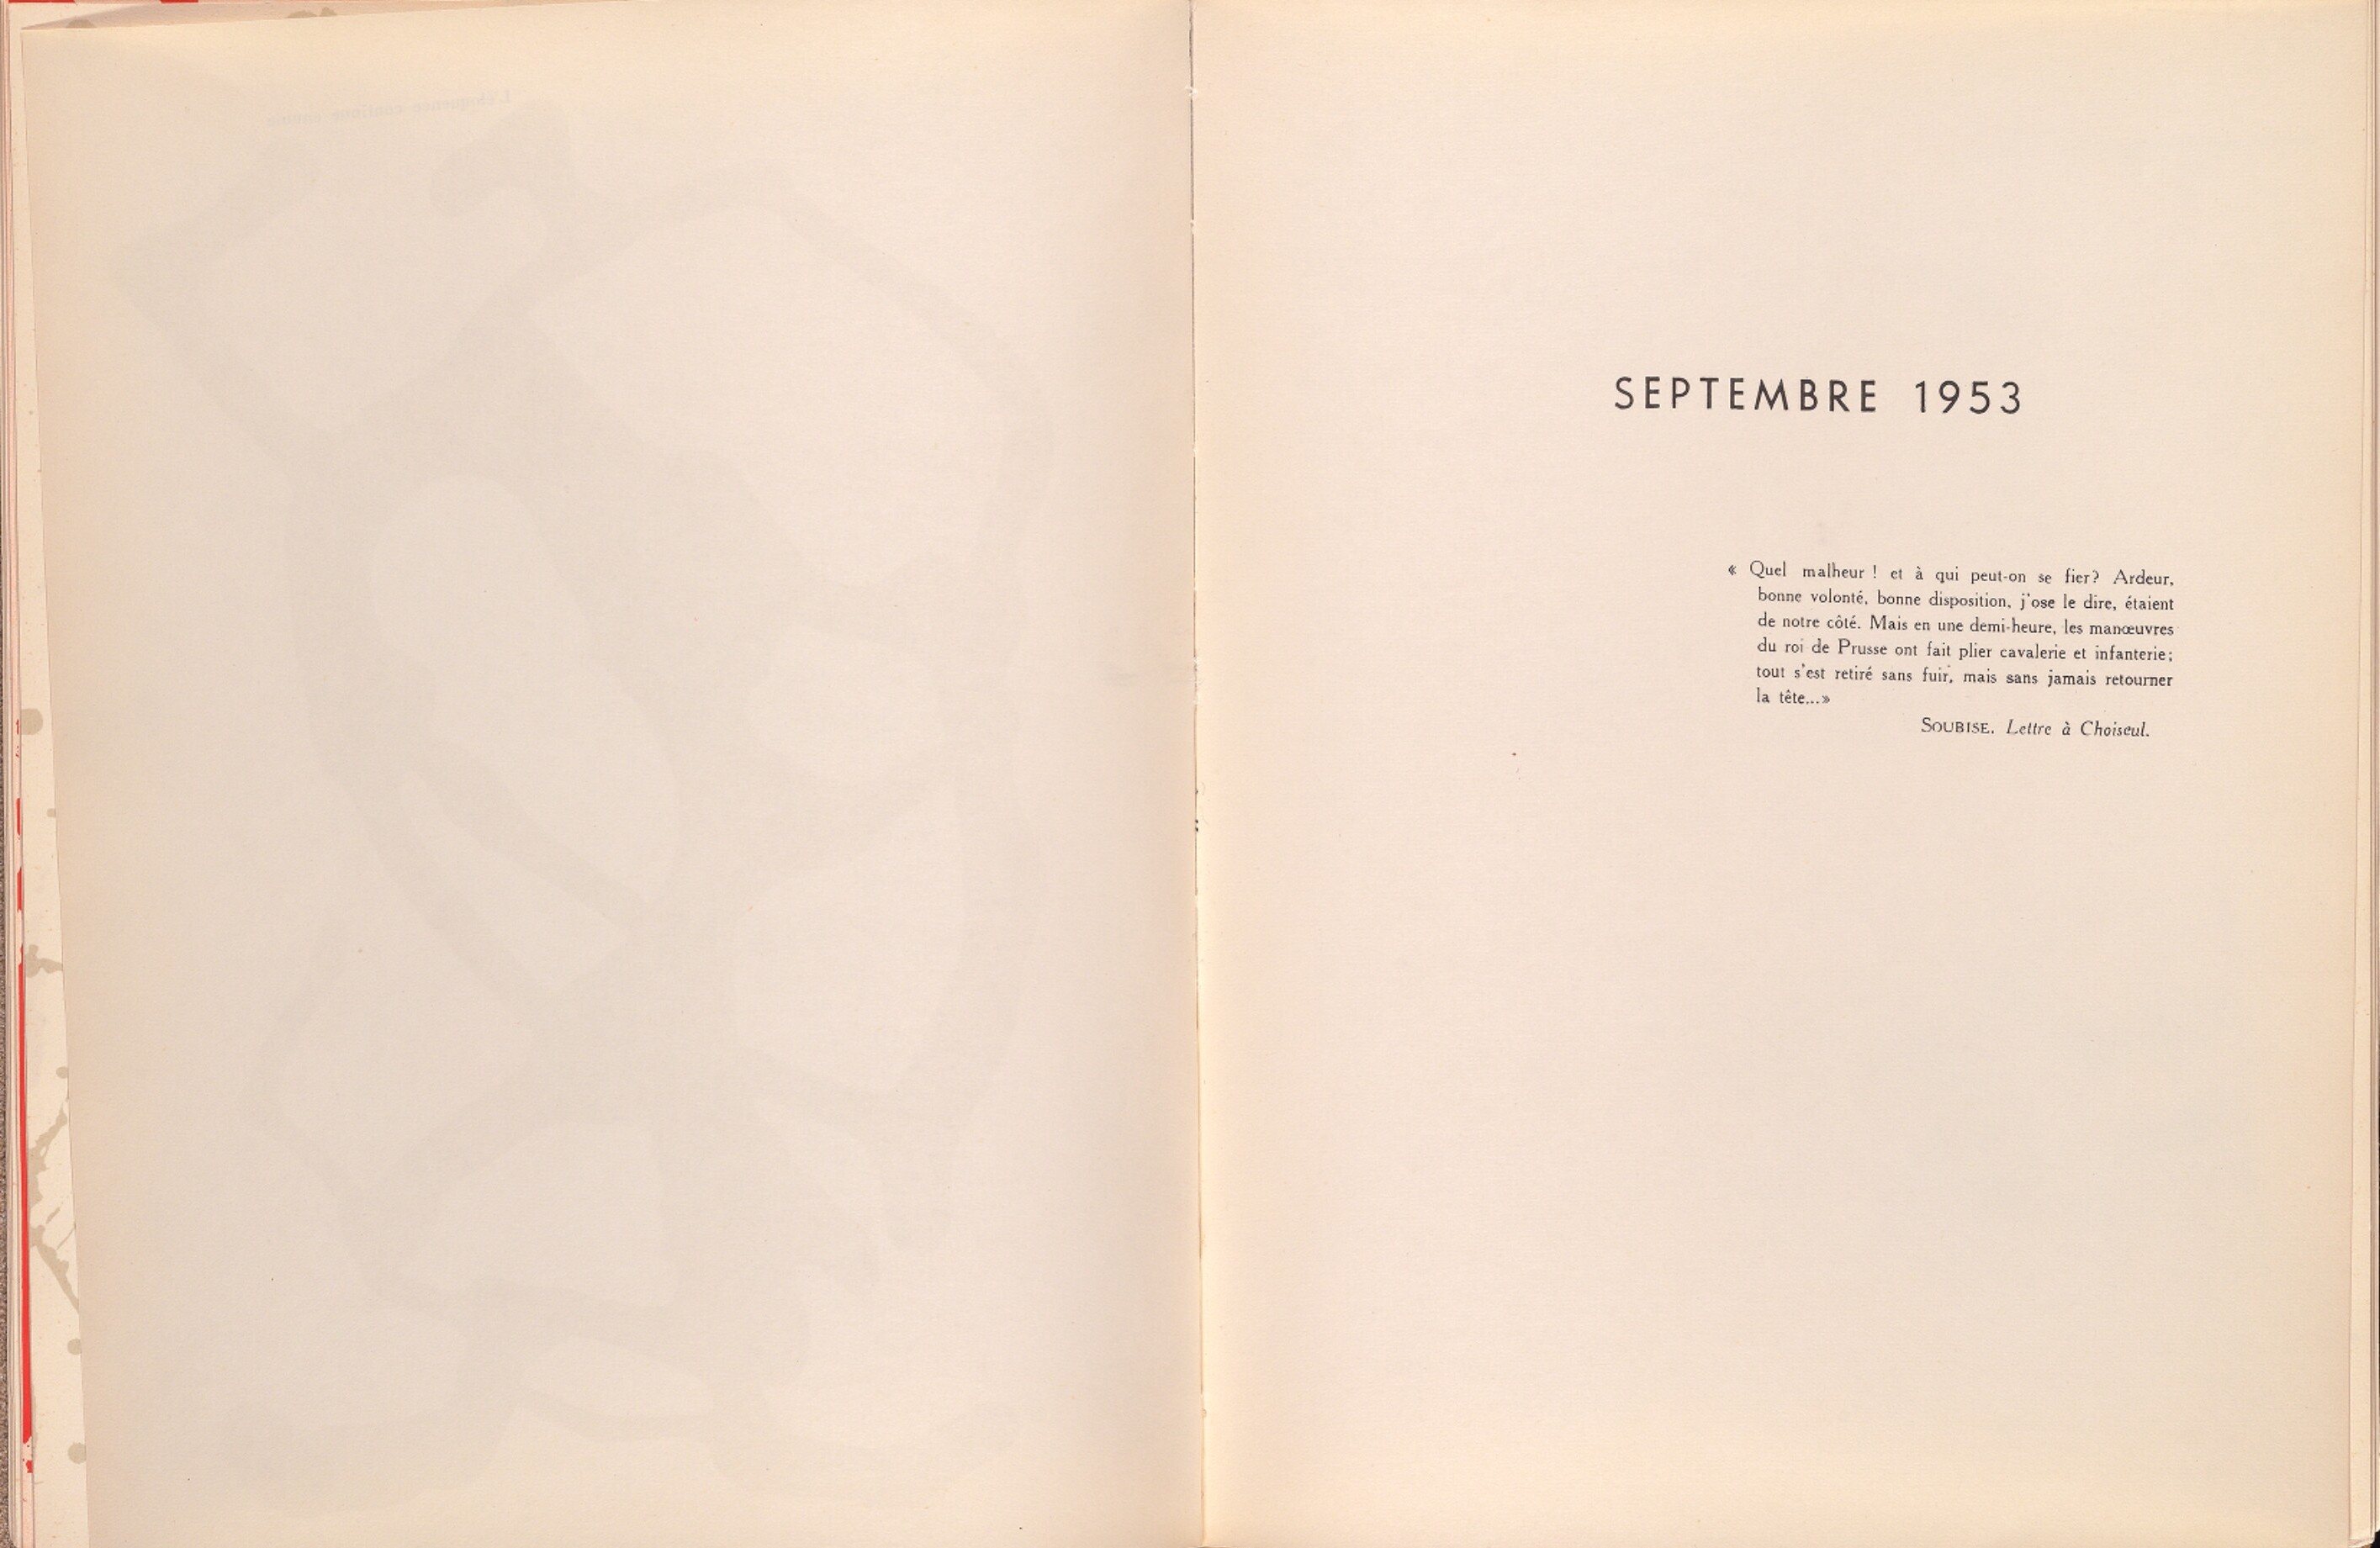 SEPTEMBRE 1953
« Quel malheur ! et à qui peut-on se fier? Ardeur,
bonne volonté, bonne disposition, j'ose le dire, étaient
de notre côté. Mais en une demi-heure, les manœuvres
du roi de Prusse ont fait plier cavalerie et infanterie;
tout s'est retiré sans fuir, mais sans jamais retourner
la tête...»
SOUBISE. Lettre à Choiseul.